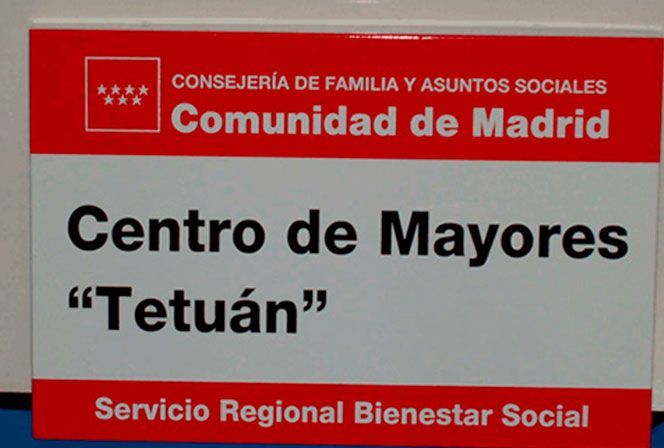 CONSEJERÍA DE FAMILIA Y ASUNTOS SOCIALES
Comunidad de Madrid
Centro de Mayores
“Tetuán”
Servicio Regional Bienestar Social